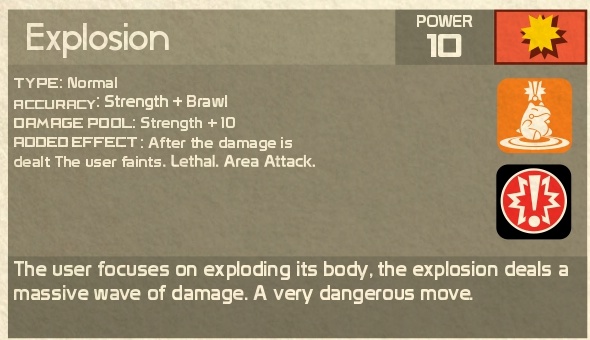 Explosion
POWER
10
TYPE: Normal
ACCURACY: Strength + Brawl
DAMAGE POOL: Strength + 10
ADDED EFFECT : After the damage is
dealt The user faints. Lethal. Area Attack.
The user focuses on exploding its body, the explosion deals a
massive wave of damage. A very dangerous move.